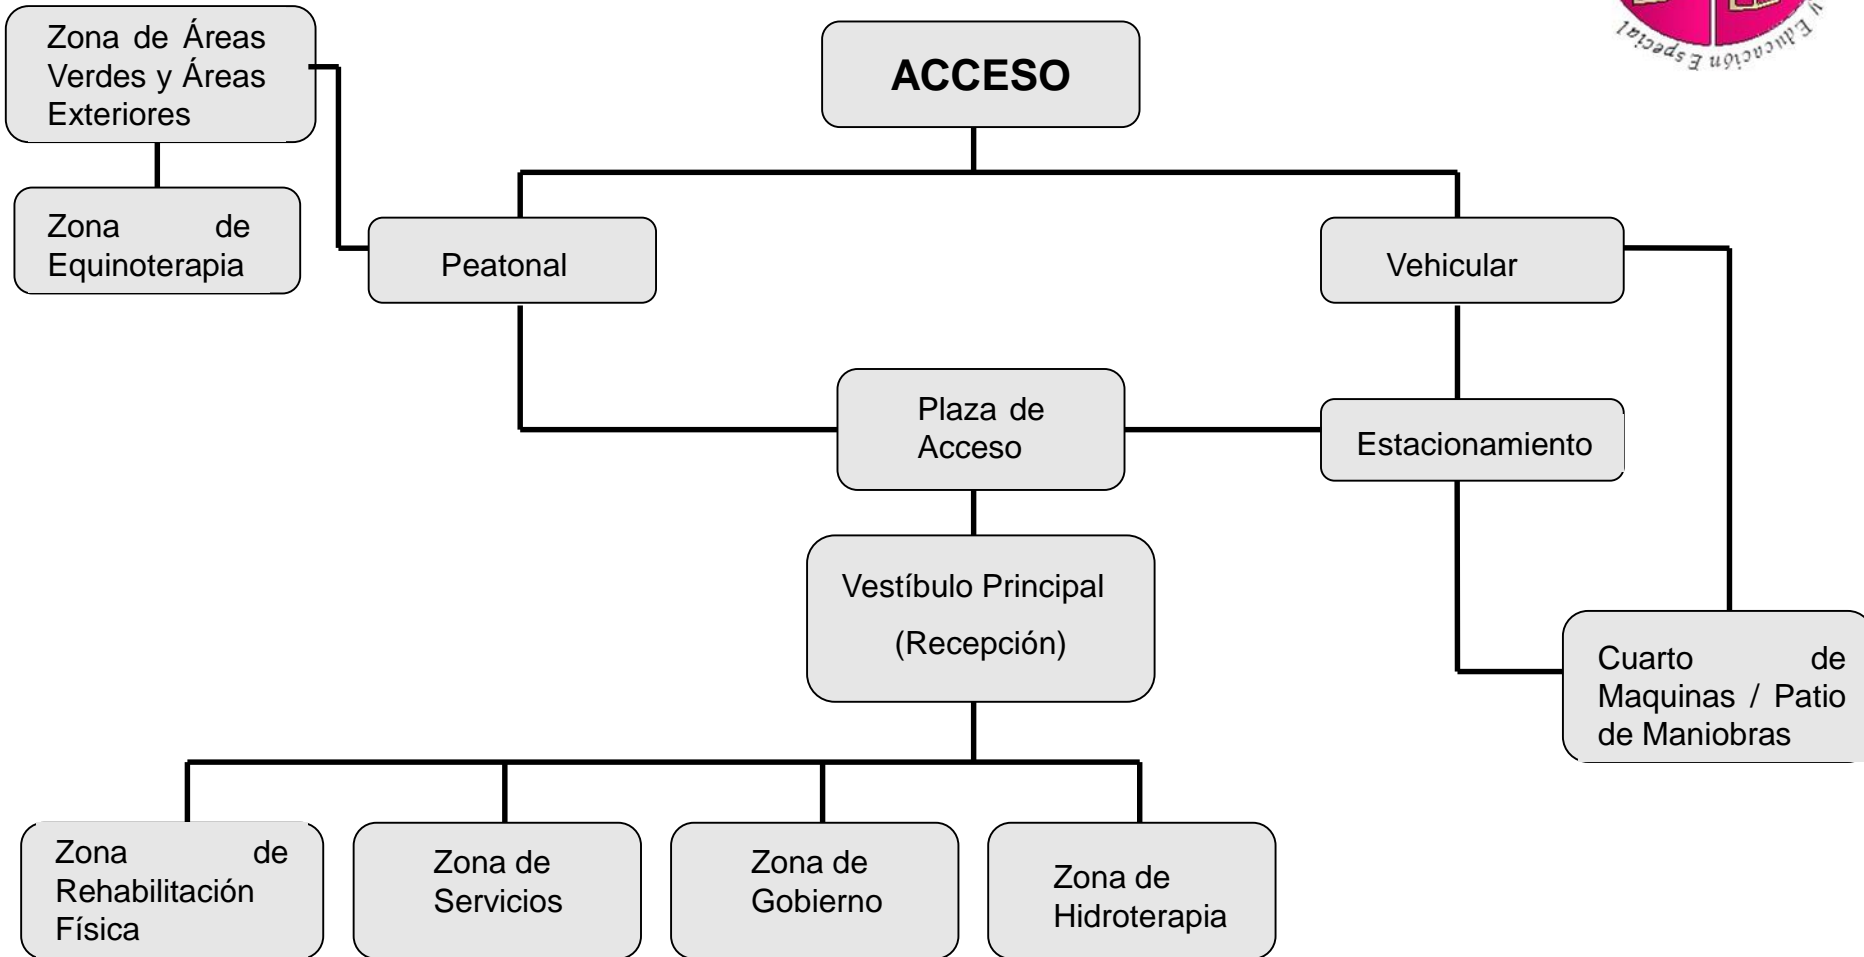 Zona de Áreas
Verdes y Áreas
Exteriores
ACCESO
y Educación Especial
Zona de
Equinoterapia
Peatonal
Vehicular
Plaza de
Acceso
Estacionamiento
Vestíbulo Principal
(Recepción)
Cuarto de
Maquinas / Patio
de Maniobras
Zona de
Rehabilitación
Física
Zona de
Servicios
Zona de
Gobierno
Zona de
Hidroterapia